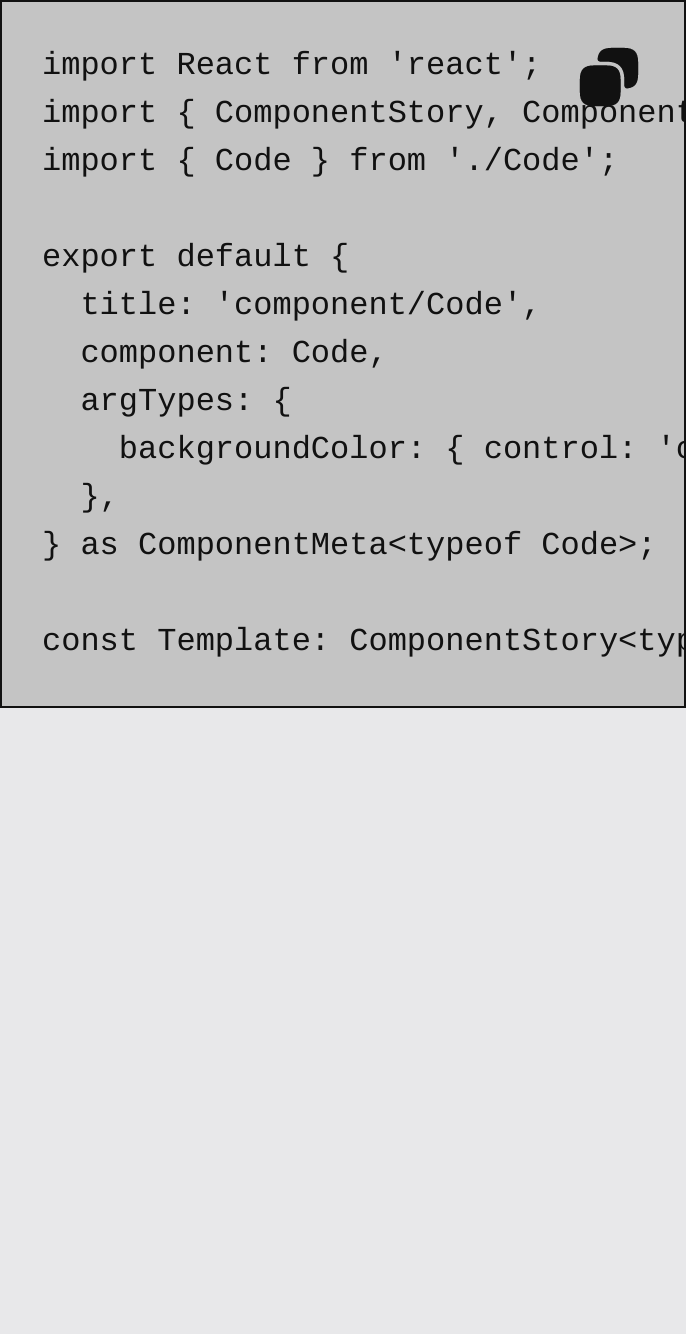 import React from 'react';
import { ComponentStory, Component
import { Code } from './Code';
export default {
  title: 'component/Code',
  component: Code,
  argTypes: {
    backgroundColor: { control: 'c
  },
} as ComponentMeta<typeof Code>;
const Template: ComponentStory<typ